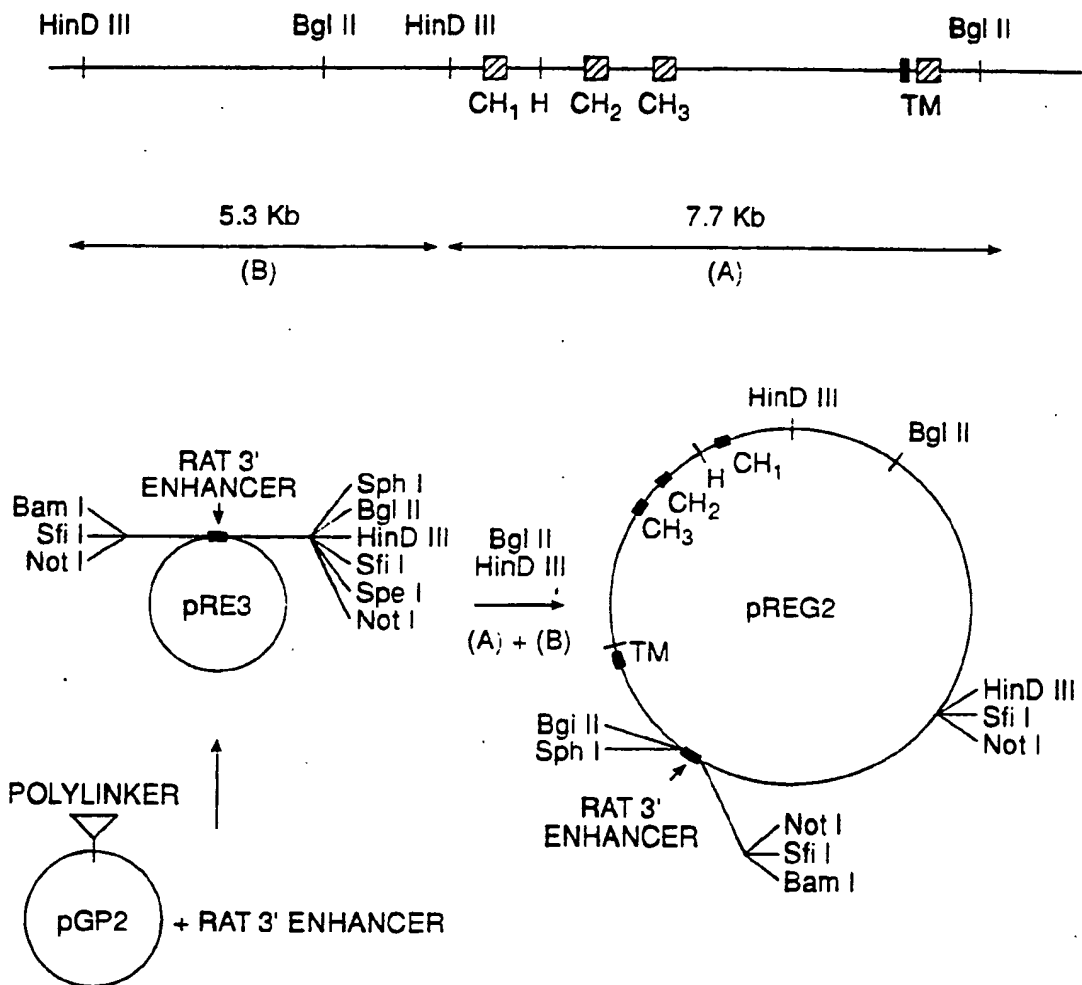 HinD III Bgl II HinD III Bgl II
CH1 H CH2 CH3 TM
5.3 Kb 7.7 Kb
(B) (A)
RAT 3'
ENHANCER
Bam I
Sfi I
Not I
Sph I
Bgl II
HinD III
Sfi I
Spe I
Not I
pRE3
Bgl II
HinD III
(A) + (B)
HinD III
Bgl II
CH1
H
CH2
CH3
pREG2
TM
Bgi II
Sph I
HinD III
Sfi I
Not I
RAT 3'
ENHANCER
Not I
Sfi I
Bam I
POLYLINKER
pGP2 + RAT 3' ENHANCER